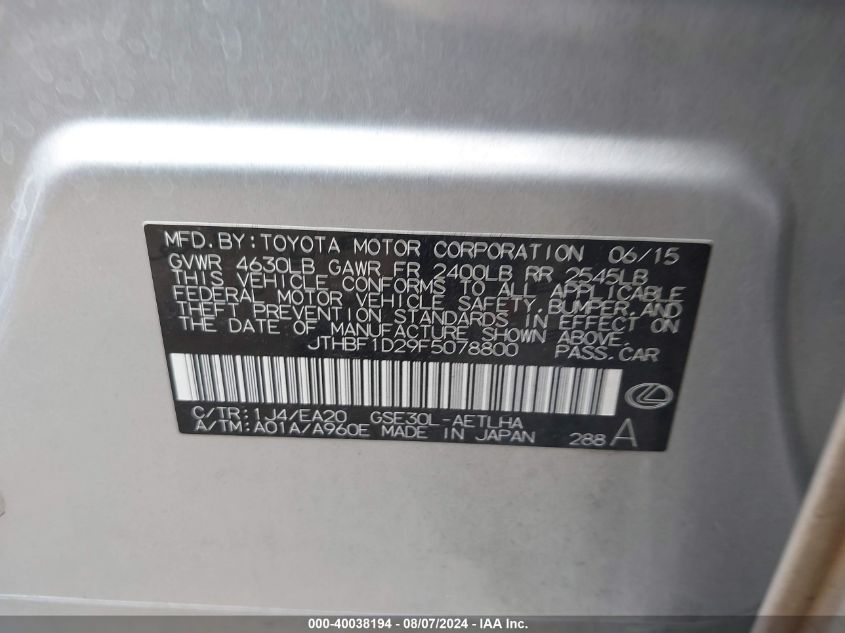 MFD.BY:TOYOTA MOTOR CORPORATION 06/15
GVWR 4630LB GAWR FR 2400LB RR 2545LB
THIS VEHICLE CONFORMS TO ALL APPLICABLE
FEDERAL MOTOR VEHICLE SAFETY,BUMPER,AND
THEFT PREVENTION STANDARDS IN EFFECT ON
THE DATE OF MANUFACTURE SHOWN ABOVE.
JTHBF1D29F5078800 PASS.CAR
C/TR:1J4/EA20 GSE30L-AETLHA
A/TM:A01A/A960E MADE IN JAPAN 288 A
000-40038194 - 08/07/2024 - IAA Inc.